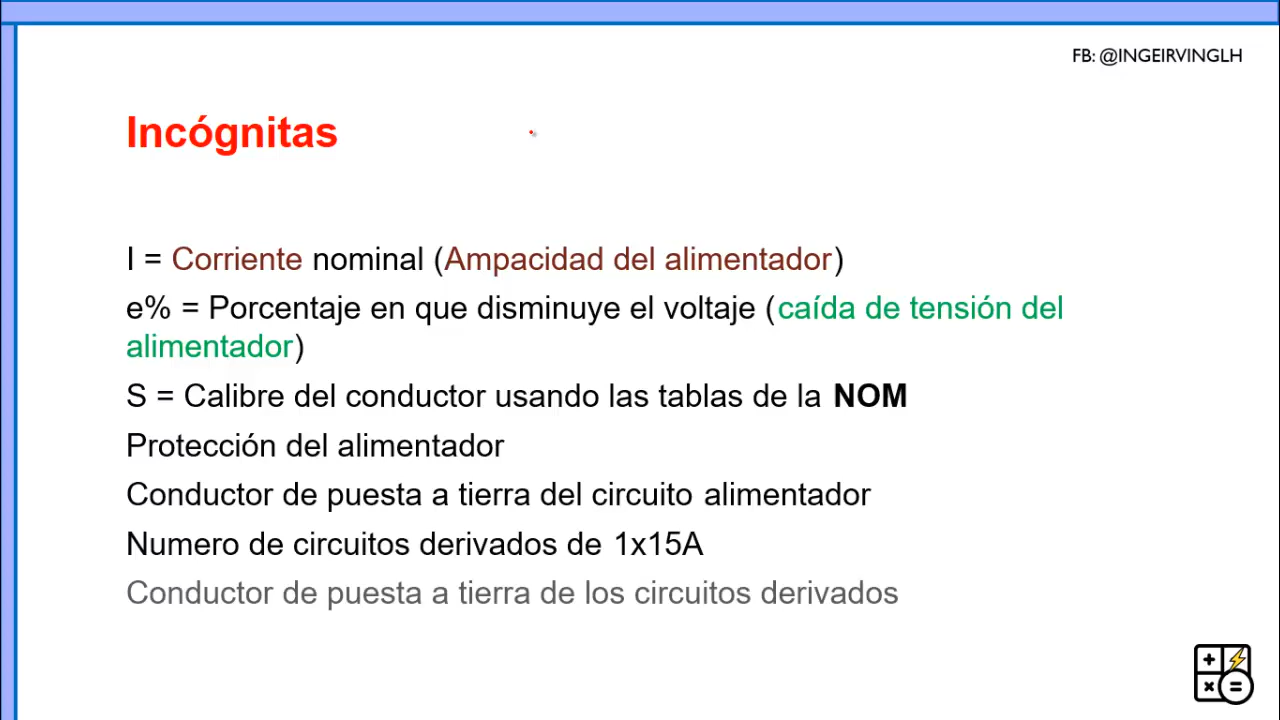 FB: @INGEIRVINGLH
Incógnitas
I = Corriente nominal (Ampacidad del alimentador)
e% = Porcentaje en que disminuye el voltaje (caída de tensión del
alimentador)
S = Calibre del conductor usando las tablas de la NOM
Protección del alimentador
Conductor de puesta a tierra del circuito alimentador
Numero de circuitos derivados de 1x15A
Conductor de puesta a tierra de los circuitos derivados